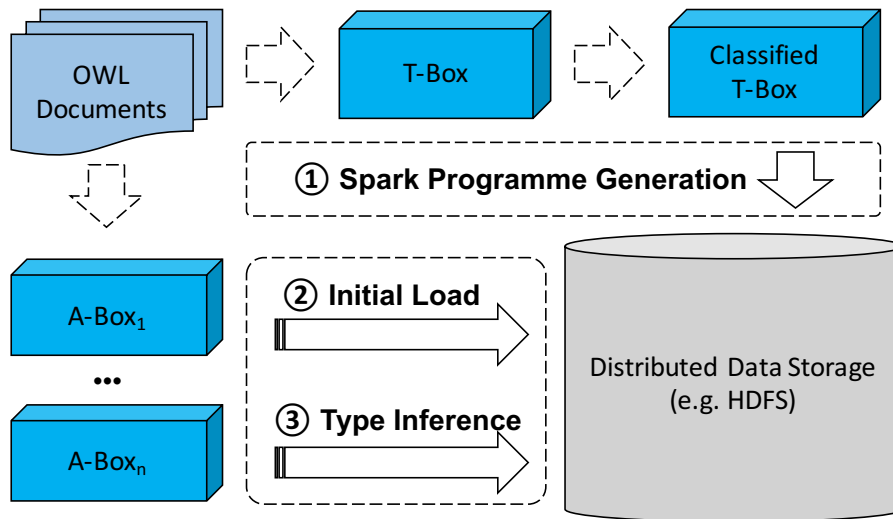 OWL
Documents
T-Box
Classified
T-Box
① Spark Programme Generation
A-Box₁
...
A-Boxₙ
② Initial Load
③ Type Inference
Distributed Data Storage
(e.g. HDFS)